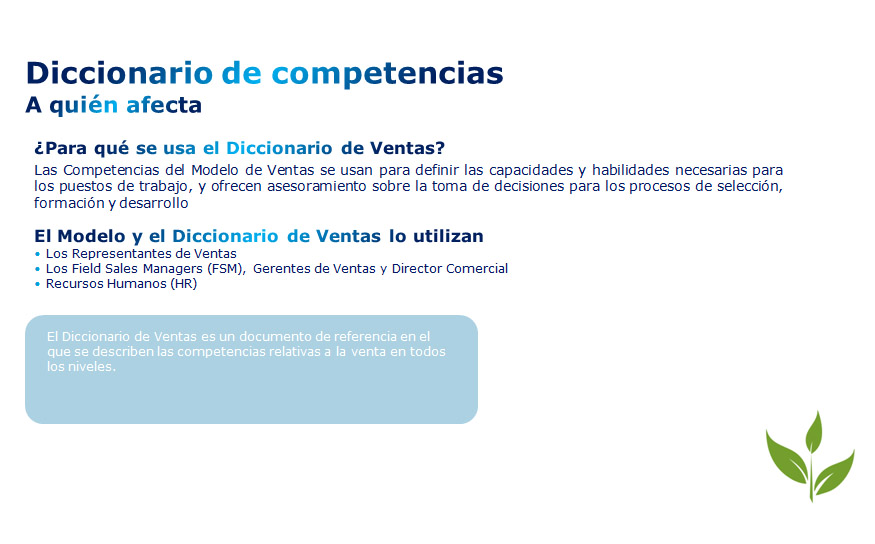 Diccionario de competencias
A quién afecta
¿Para qué se usa el Diccionario de Ventas?
Las Competencias del Modelo de Ventas se usan para definir las capacidades y habilidades necesarias para
los puestos de trabajo, y ofrecen asesoramiento sobre la toma de decisiones para los procesos de selección,
formación y desarrollo
El Modelo y el Diccionario de Ventas lo utilizan
• Los Representantes de Ventas
• Los Field Sales Managers (FSM), Gerentes de Ventas y Director Comercial
• Recursos Humanos (HR)
El Diccionario de Ventas es un documento de referencia en el
que se describen las competencias relativas a la venta en todos
los niveles.